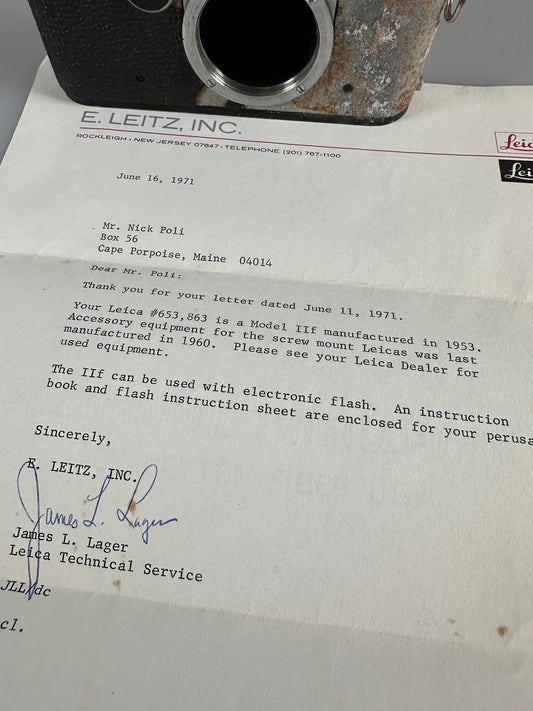 E. LEITZ, INC.
ROCKLEIGH • NEW JERSEY 07647 • TELEPHONE (201) 767-1100
June 16, 1971
Mr. Nick Poli
Box 56
Cape Porpoise, Maine 04014
Dear Mr. Poli:
Thank you for your letter dated June 11, 1971.
Your Leica #653,863 is a Model IIf manufactured in 1953.
Accessory equipment for the screw mount Leicas was last
manufactured in 1960. Please see your Leica Dealer for
used equipment.
The IIf can be used with electronic flash. An instruction
book and flash instruction sheet are enclosed for your perusa
Sincerely,
E. LEITZ, INC.
James L. Lager
James L. Lager
Leica Technical Service
JLL/dc
cl.